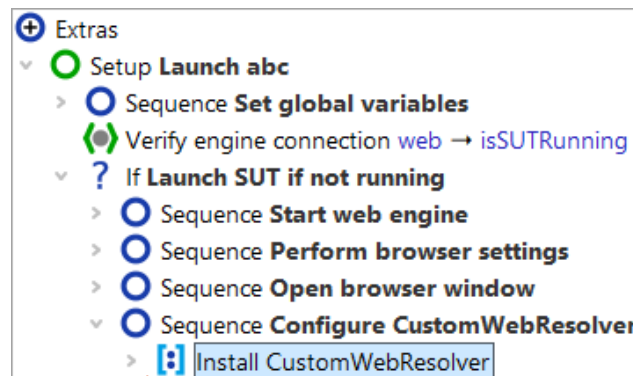 Extras
Setup Launch abc
Sequence Set global variables
Verify engine connection web → isSUTRunning
? If Launch SUT if not running
Sequence Start web engine
Sequence Perform browser settings
Sequence Open browser window
Sequence Configure CustomWebResolver
Install CustomWebResolver